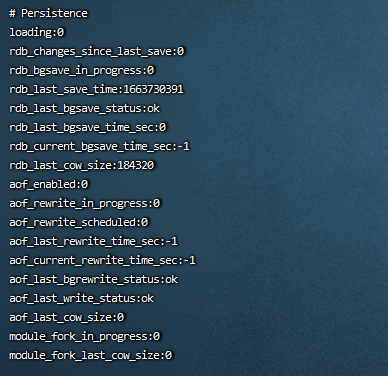 # Persistence
loading:0
rdb_changes_since_last_save:0
rdb_bgsave_in_progress:0
rdb_last_save_time:1663730391
rdb_last_bgsave_status:ok
rdb_last_bgsave_time_sec:0
rdb_current_bgsave_time_sec:-1
rdb_last_cow_size:184320
aof_enabled:0
aof_rewrite_in_progress:0
aof_rewrite_scheduled:0
aof_last_rewrite_time_sec:-1
aof_current_rewrite_time_sec:-1
aof_last_bgrewrite_status:ok
aof_last_write_status:ok
aof_last_cow_size:0
module_fork_in_progress:0
module_fork_last_cow_size:0